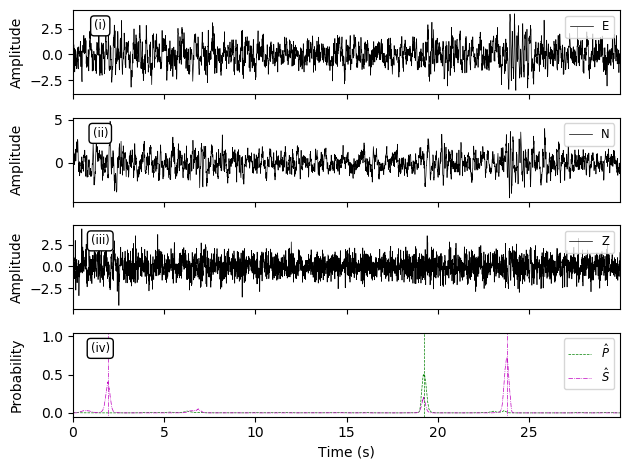 Amplitude
2.5
0.0
−2.5
(i)
E
Amplitude
5
0
(ii)
N
Amplitude
2.5
0.0
−2.5
(iii)
Z
Probability
1.0
0.5
0.0
(iv)
P̂
Ŝ
0 5 10 15 20 25
Time (s)